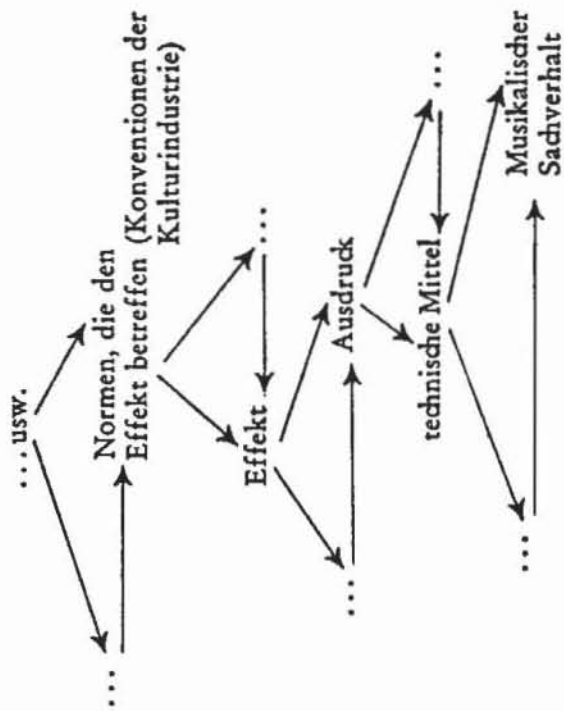 ...usw.
...
Normen, die den
Effekt betreffen (Konventionen der
Kulturindustrie)
...
Effekt
...
Ausdruck
...
technische Mittel
...
Musikalischer
Sachverhalt